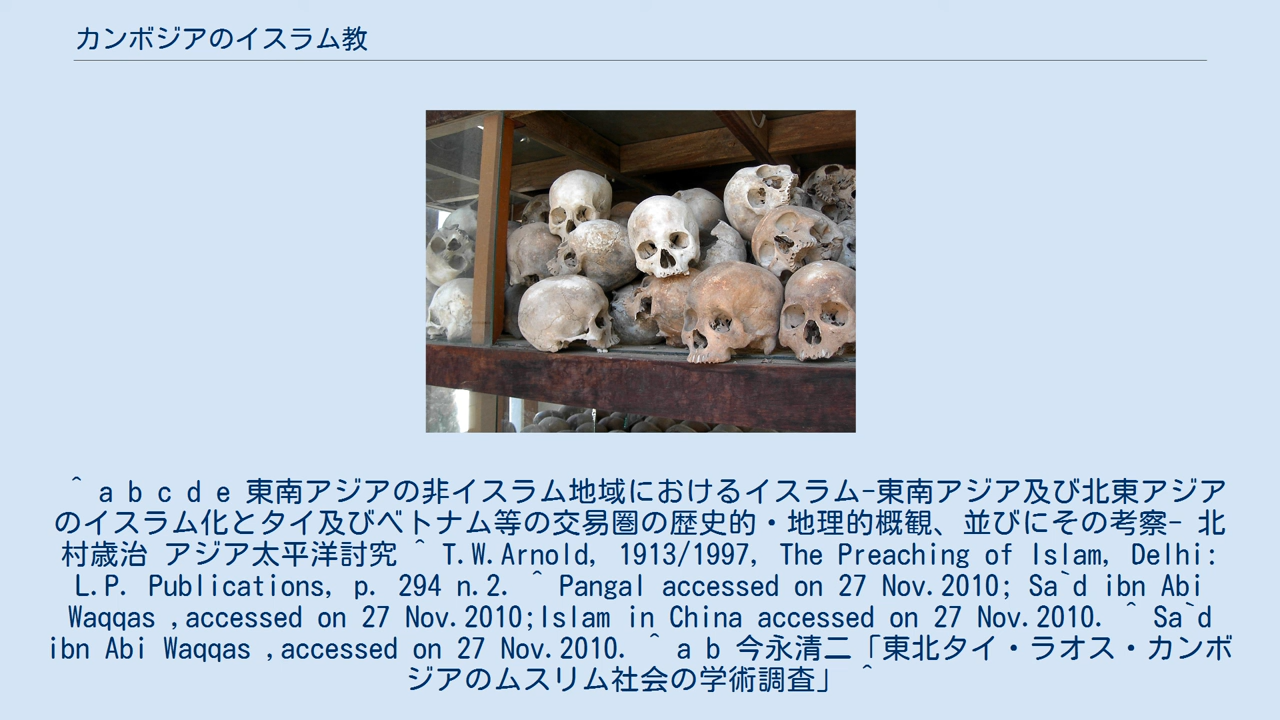 カンボジアのイスラム教
^ a b c d e 東南アジアの非イスラム地域におけるイスラム-東南アジア及び北東アジア
のイスラム化とタイ及びベトナム等の交易圏の歴史的・地理的概観、並びにその考察- 北
村歳治 アジア太平洋討究 ^ T.W.Arnold, 1913/1997, The Preaching of Islam, Delhi:
L.P. Publications, p. 294 n.2. ^ Pangal accessed on 27 Nov.2010; Sa`d ibn Abi
Waqqas ,accessed on 27 Nov.2010;Islam in China accessed on 27 Nov.2010. ^ Sa`d
ibn Abi Waqqas ,accessed on 27 Nov.2010. ^ a b 今永清二「東北タイ・ラオス・カンボ
ジアのムスリム社会の学術調査」 ^